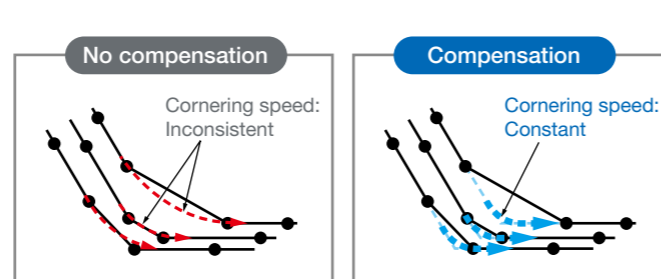 No compensation
Cornering speed:
Inconsistent
Compensation
Cornering speed:
Constant